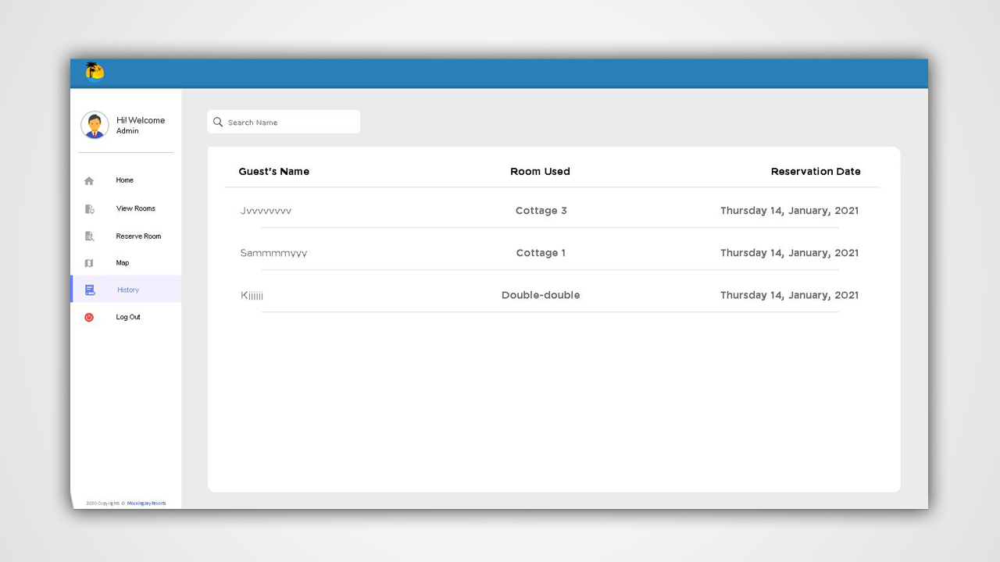 Hi! Welcome
Admin
Home
View Rooms
Reserve Room
Map
History
Log Out
2020 Copyrights © MockingJay Resorts
Search Name
Guest's Name Room Used Reservation Date
Jvvvvvvvv Cottage 3 Thursday 14, January, 2021
Sammmmyyy Cottage 1 Thursday 14, January, 2021
Kiiiiii Double-double Thursday 14, January, 2021